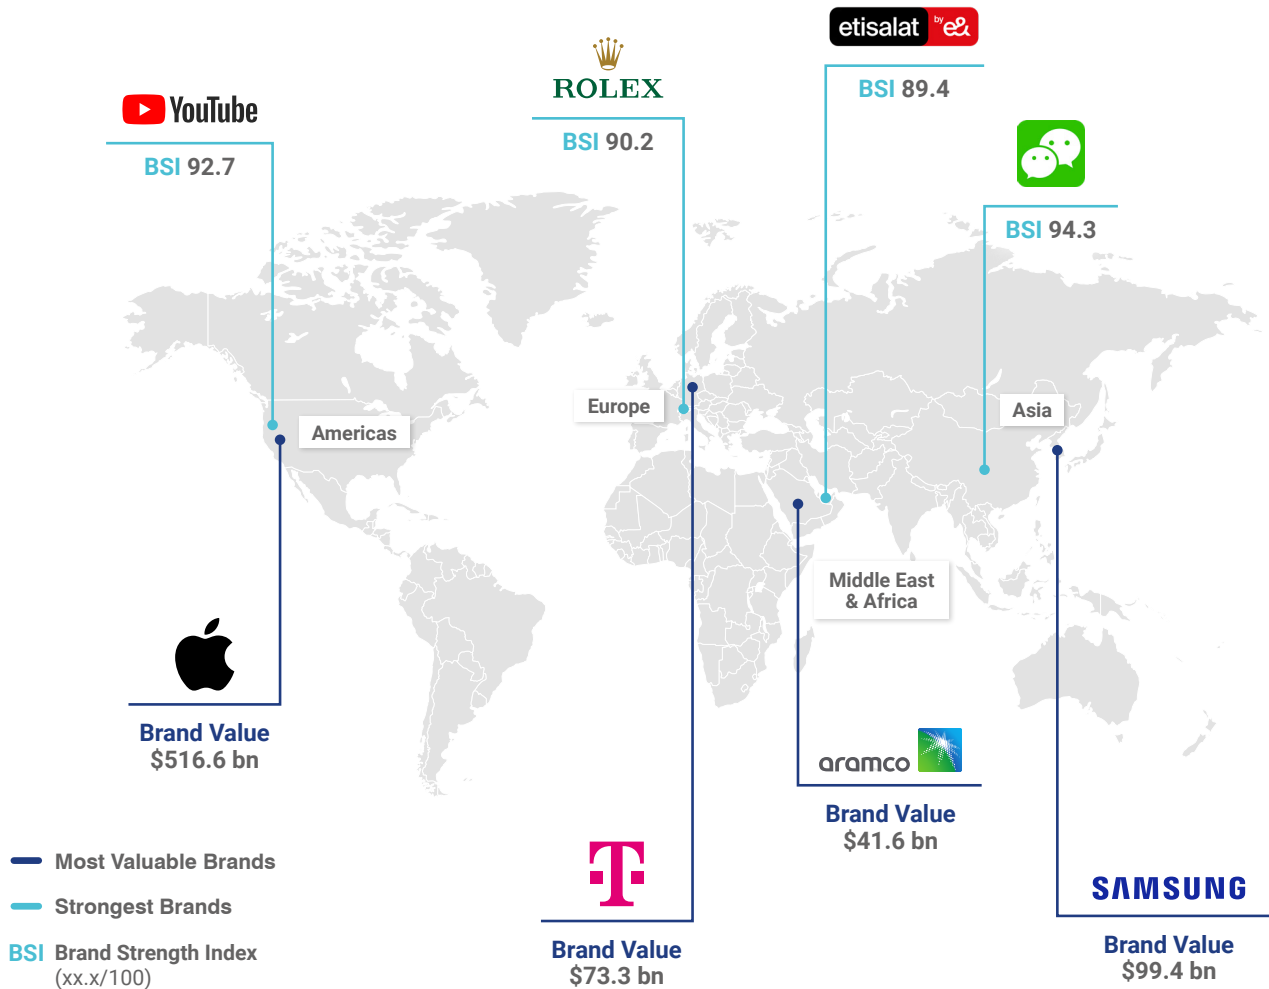 etisalat by e&
BSI 89.4
ROLEX
BSI 90.2
YouTube
BSI 92.7
BSI 94.3
Europe
Asia
Americas
Middle East
& Africa
Brand Value
$516.6 bn
aramco
Brand Value
$41.6 bn
T
Brand Value
$73.3 bn
SAMSUNG
Brand Value
$99.4 bn
Most Valuable Brands
Strongest Brands
BSI Brand Strength Index
(xx.x/100)